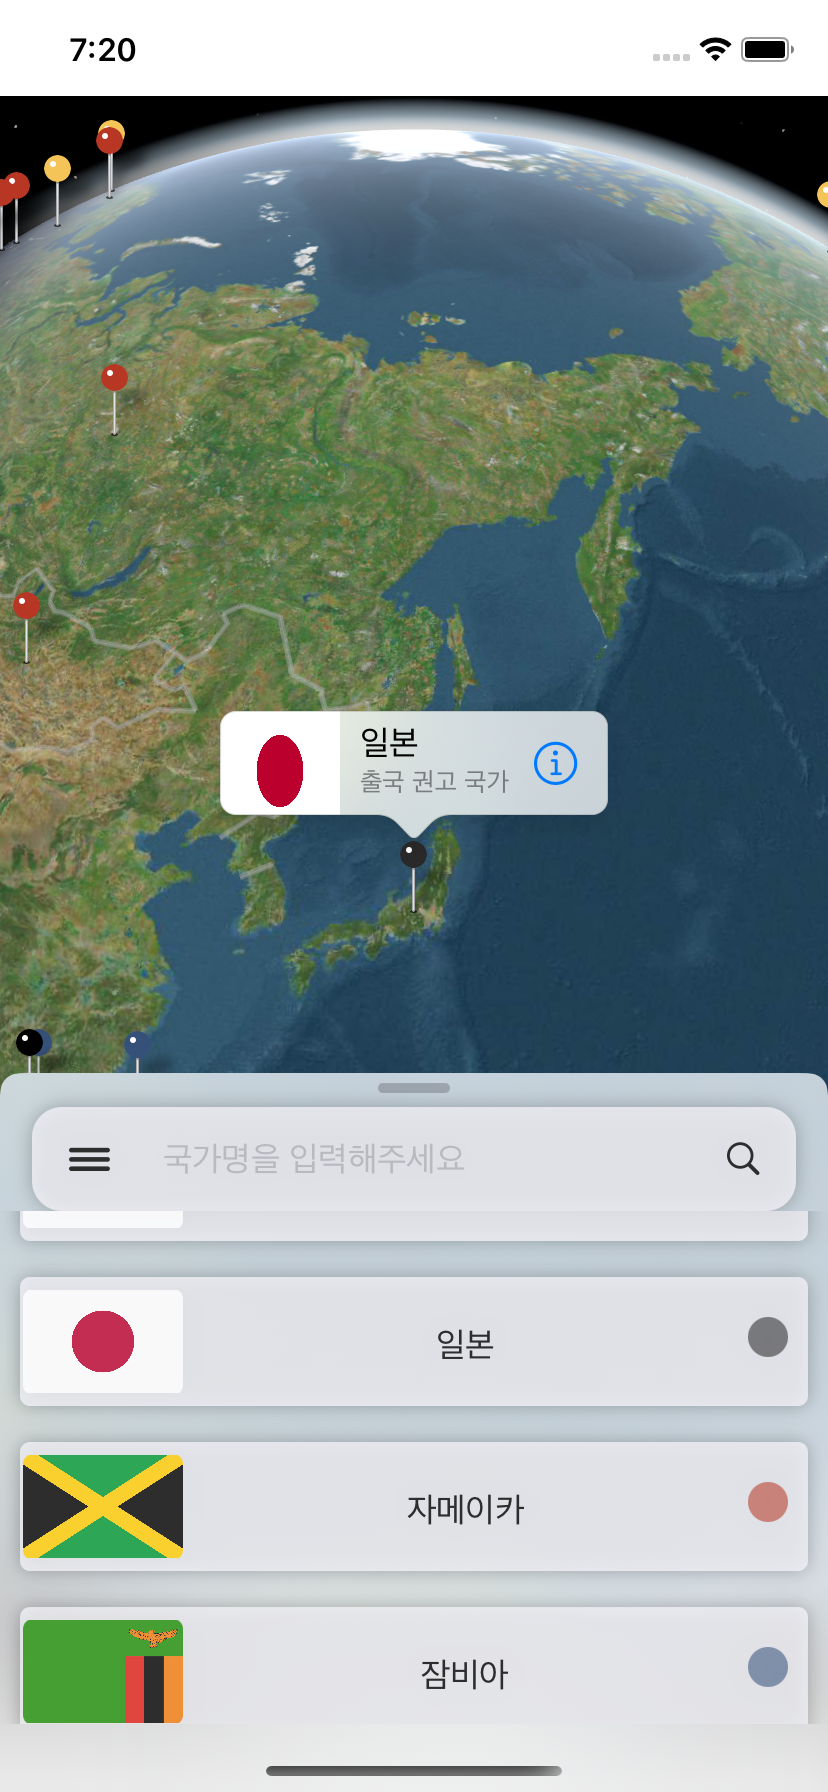 7:20
일본
출국 권고 국가
국가명을 입력해주세요
일본
자메이카
잠비아